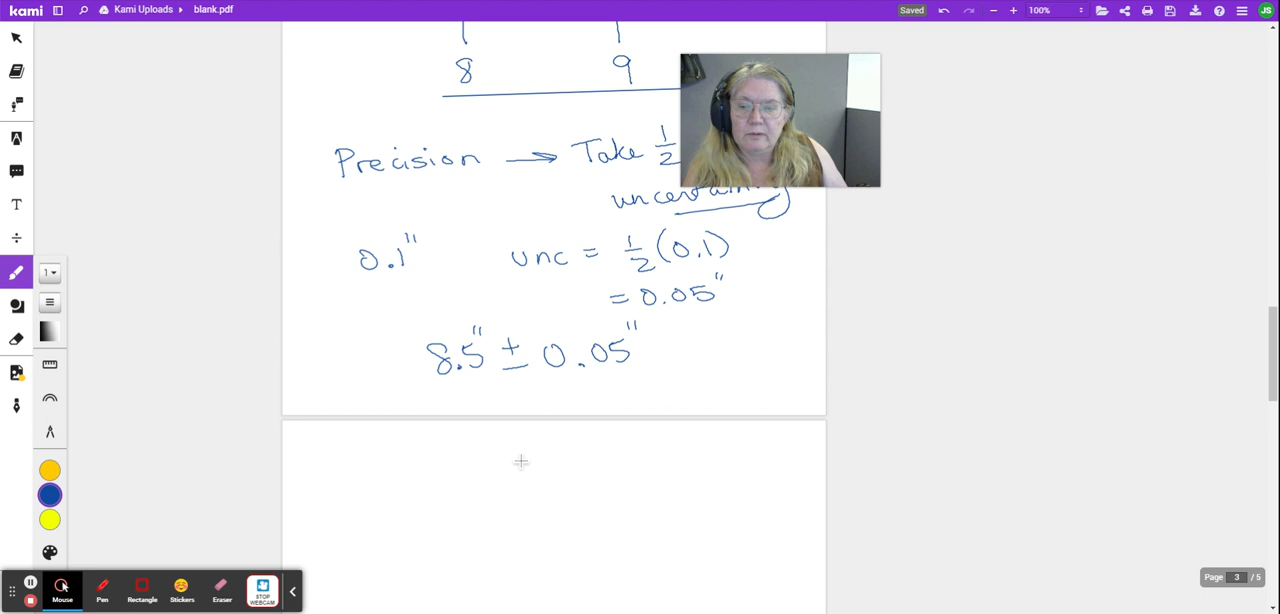 kami Kami Uploads blank.pdf Saved 100% JS
8 9
Precision → Take 1/2
uncertainty
0.1" unc = 1/2 (0.1)
= 0.05"
8.5" ± 0.05"
1
T
Page 3 / 5
Mouse Pen Rectangle Stickers Eraser STOP WEBCAM